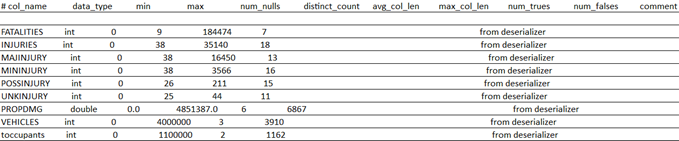 # col_name data_type min max num_nulls distinct_count avg_col_len max_col_len num_trues num_falses comment
FATALITIES int 0 9 184474 7 from deserializer
INJURIES int 0 38 35140 18 from deserializer
MAJINJURY int 0 38 16450 13 from deserializer
MININJURY int 0 38 3566 16 from deserializer
POSSINJURY int 0 26 211 15 from deserializer
UNKINJURY int 0 25 44 11 from deserializer
PROPDMG double 0.0 4851387.0 6 6867 from deserializer
VEHICLES int 0 4000000 3 3910 from deserializer
toccupants int 0 1100000 2 1162 from deserializer